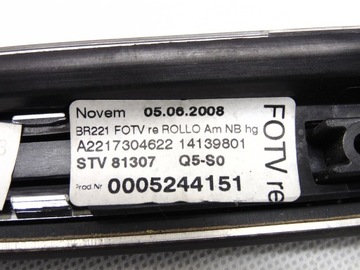 Novem 05.06.2008
BR221 FOTV re ROLLO Am NB hg
A2217304622 14139801
STV 81307 Q5-S0
Prod.Nr 0005244151
FOTV re